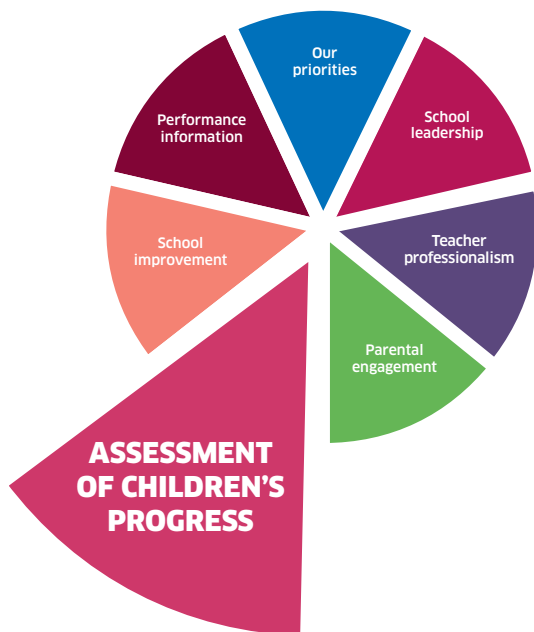 Our
priorities
School
leadership
Teacher
professionalism
Parental
engagement
ASSESSMENT
OF CHILDREN'S
PROGRESS
School
improvement
Performance
information